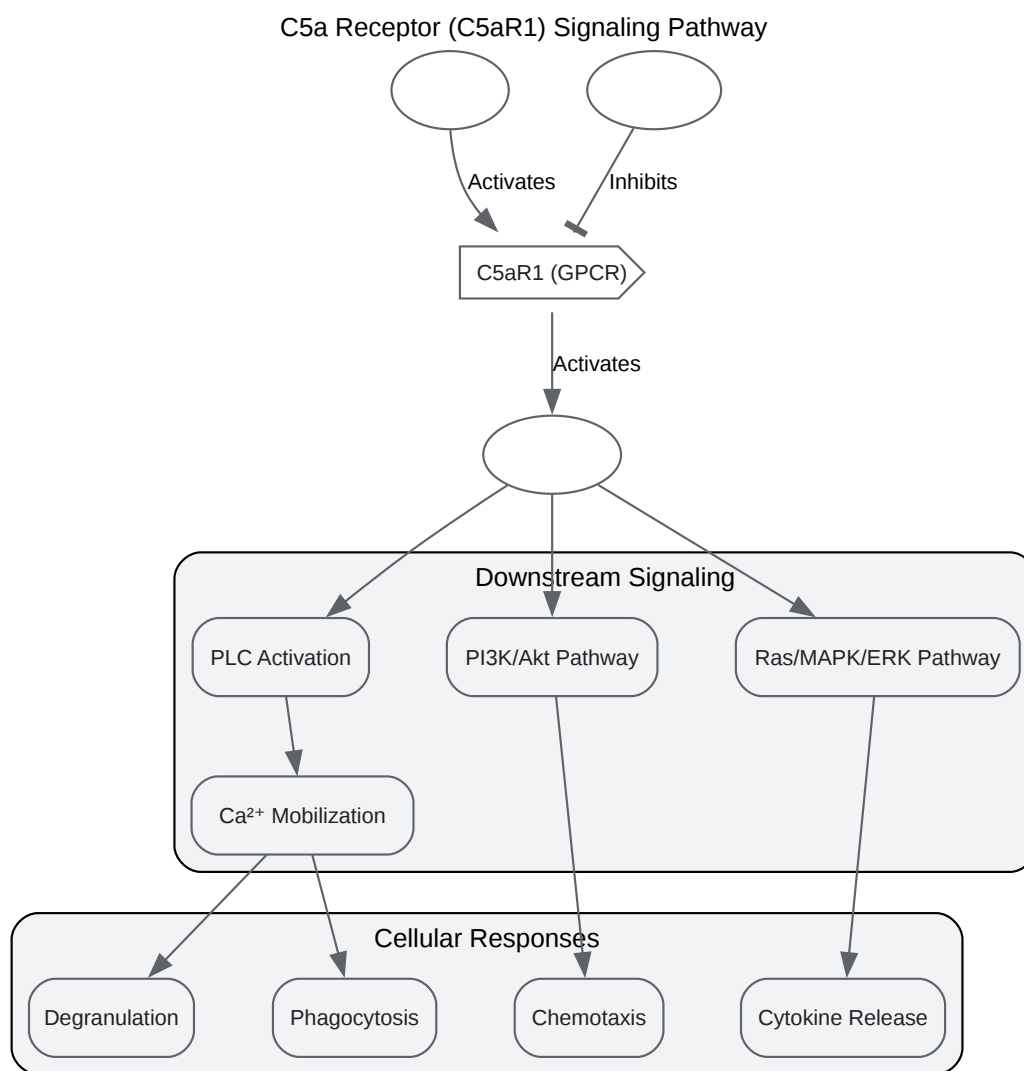 C5a Receptor (C5aR1) Signaling Pathway
Activates
Inhibits
C5aR1 (GPCR)
Activates
Downstream Signaling
PLC Activation
PI3K/Akt Pathway
Ras/MAPK/ERK Pathway
Ca²⁺ Mobilization
Cellular Responses
Degranulation
Phagocytosis
Chemotaxis
Cytokine Release